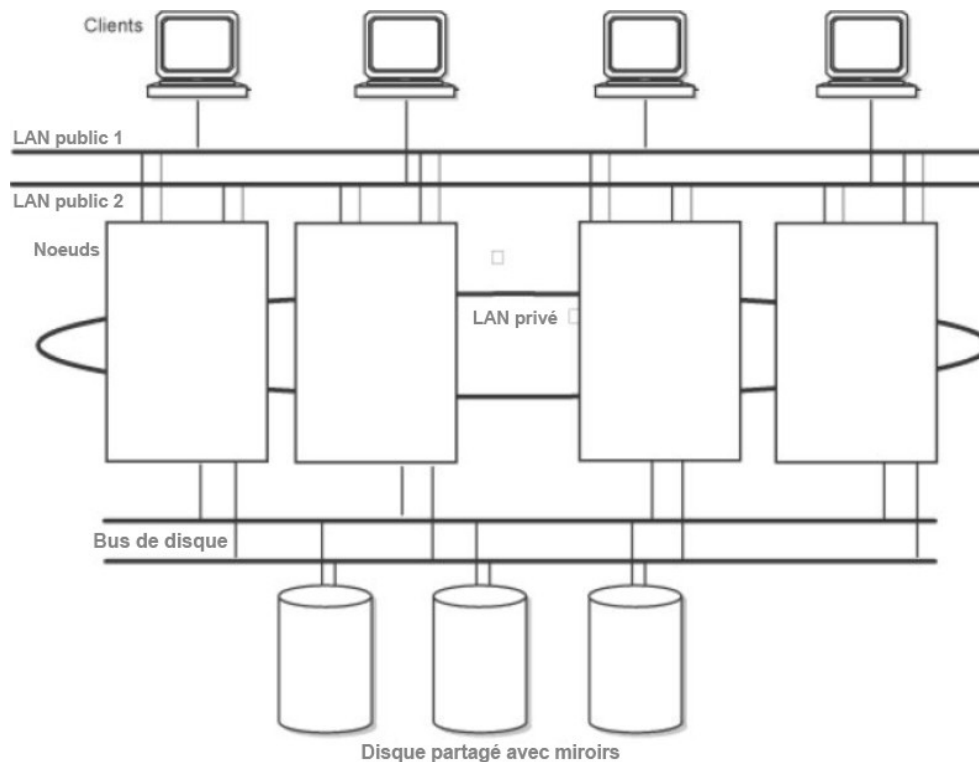 Clients
LAN public 1
LAN public 2
Noeuds
LAN privé
Bus de disque
Disque partagé avec miroirs